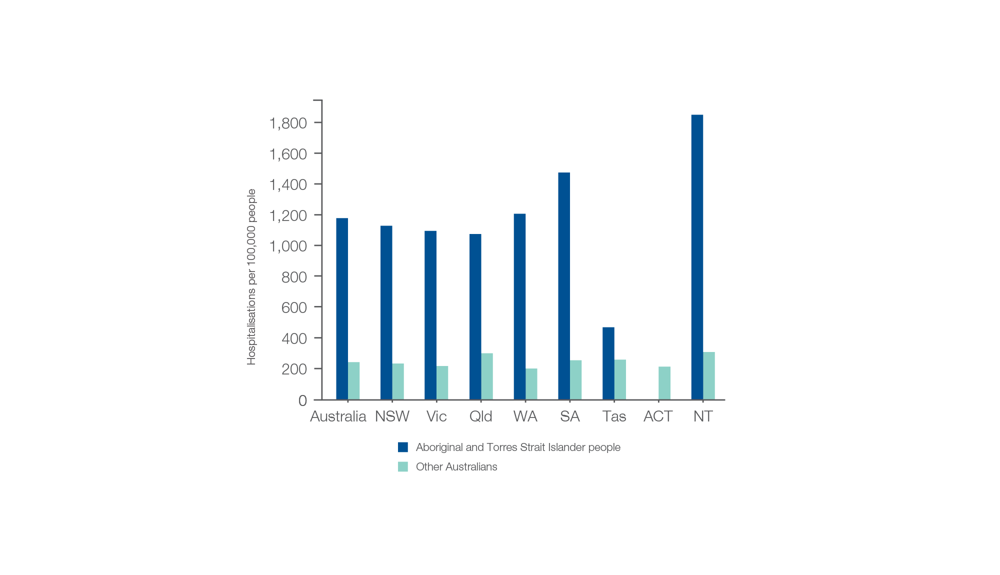 Hospitalisations per 100,000 people
1,800
1,600
1,400
1,200
1,000
800
600
400
200
0
Australia NSW Vic Qld WA SA Tas ACT NT
Aboriginal and Torres Strait Islander people
Other Australians